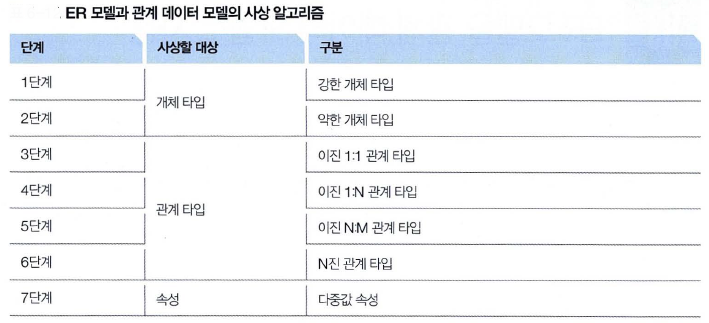 ER 모델과 관계 데이터 모델의 사상 알고리즘
단계 사상할 대상 구분
1단계 개체 타입 강한 개체 타입
2단계 약한 개체 타입
3단계 관계 타입 이진 1:1 관계 타입
4단계 이진 1:N 관계 타입
5단계 이진 N:M 관계 타입
6단계 N진 관계 타입
7단계 속성 다중값 속성